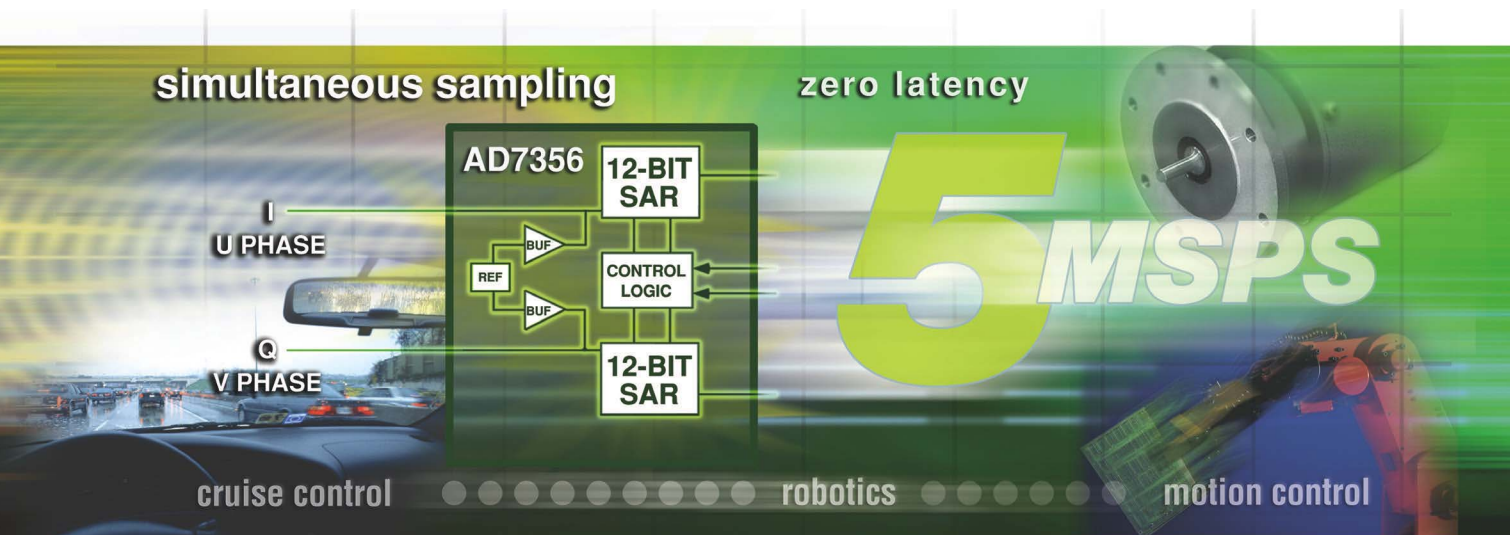 simultaneous sampling
zero latency
AD7356
12-BIT
SAR
I
U PHASE
BUF
REF
CONTROL
LOGIC
BUF
Q
V PHASE
12-BIT
SAR
5 MSPS
cruise control
robotics
motion control